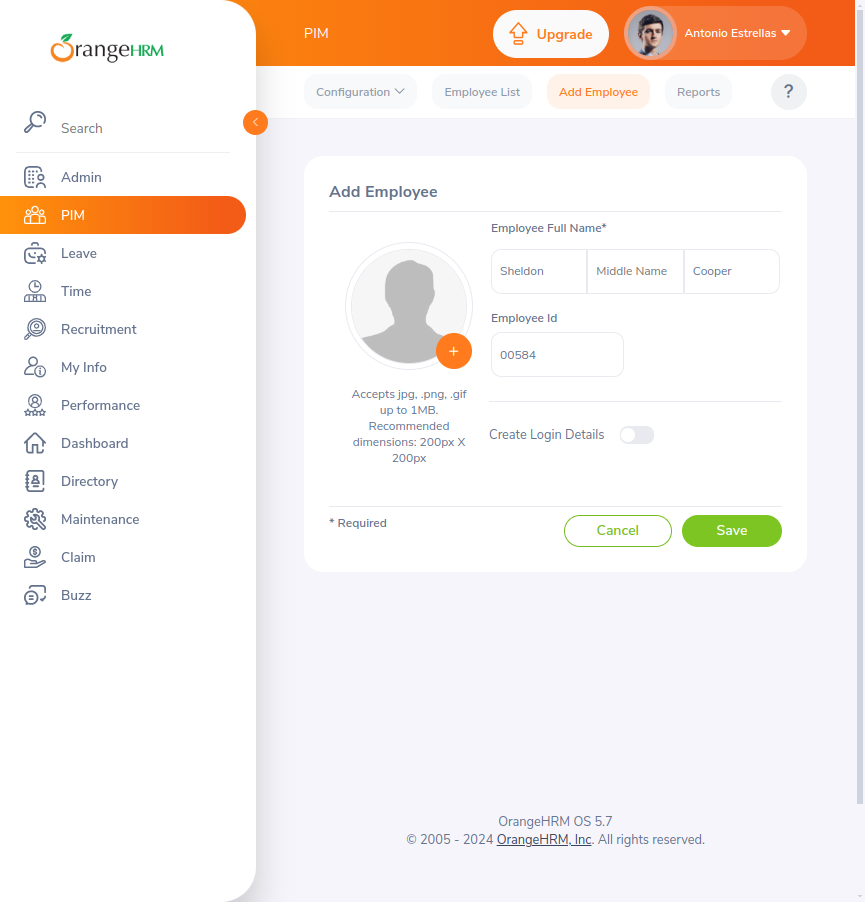 OrangeHRM
Search
Admin
PIM
Leave
Time
Recruitment
My Info
Performance
Dashboard
Directory
Maintenance
Claim
Buzz
PIM
Upgrade
Antonio Estrellas
Configuration
Employee List
Add Employee
Reports
?
Add Employee
Employee Full Name*
Sheldon
Middle Name
Cooper
Employee Id
00584
+
Accepts jpg, .png, .gif
up to 1MB.
Recommended
dimensions: 200px X
200px
Create Login Details
* Required
Cancel
Save
OrangeHRM OS 5.7
© 2005 - 2024 OrangeHRM, Inc. All rights reserved.